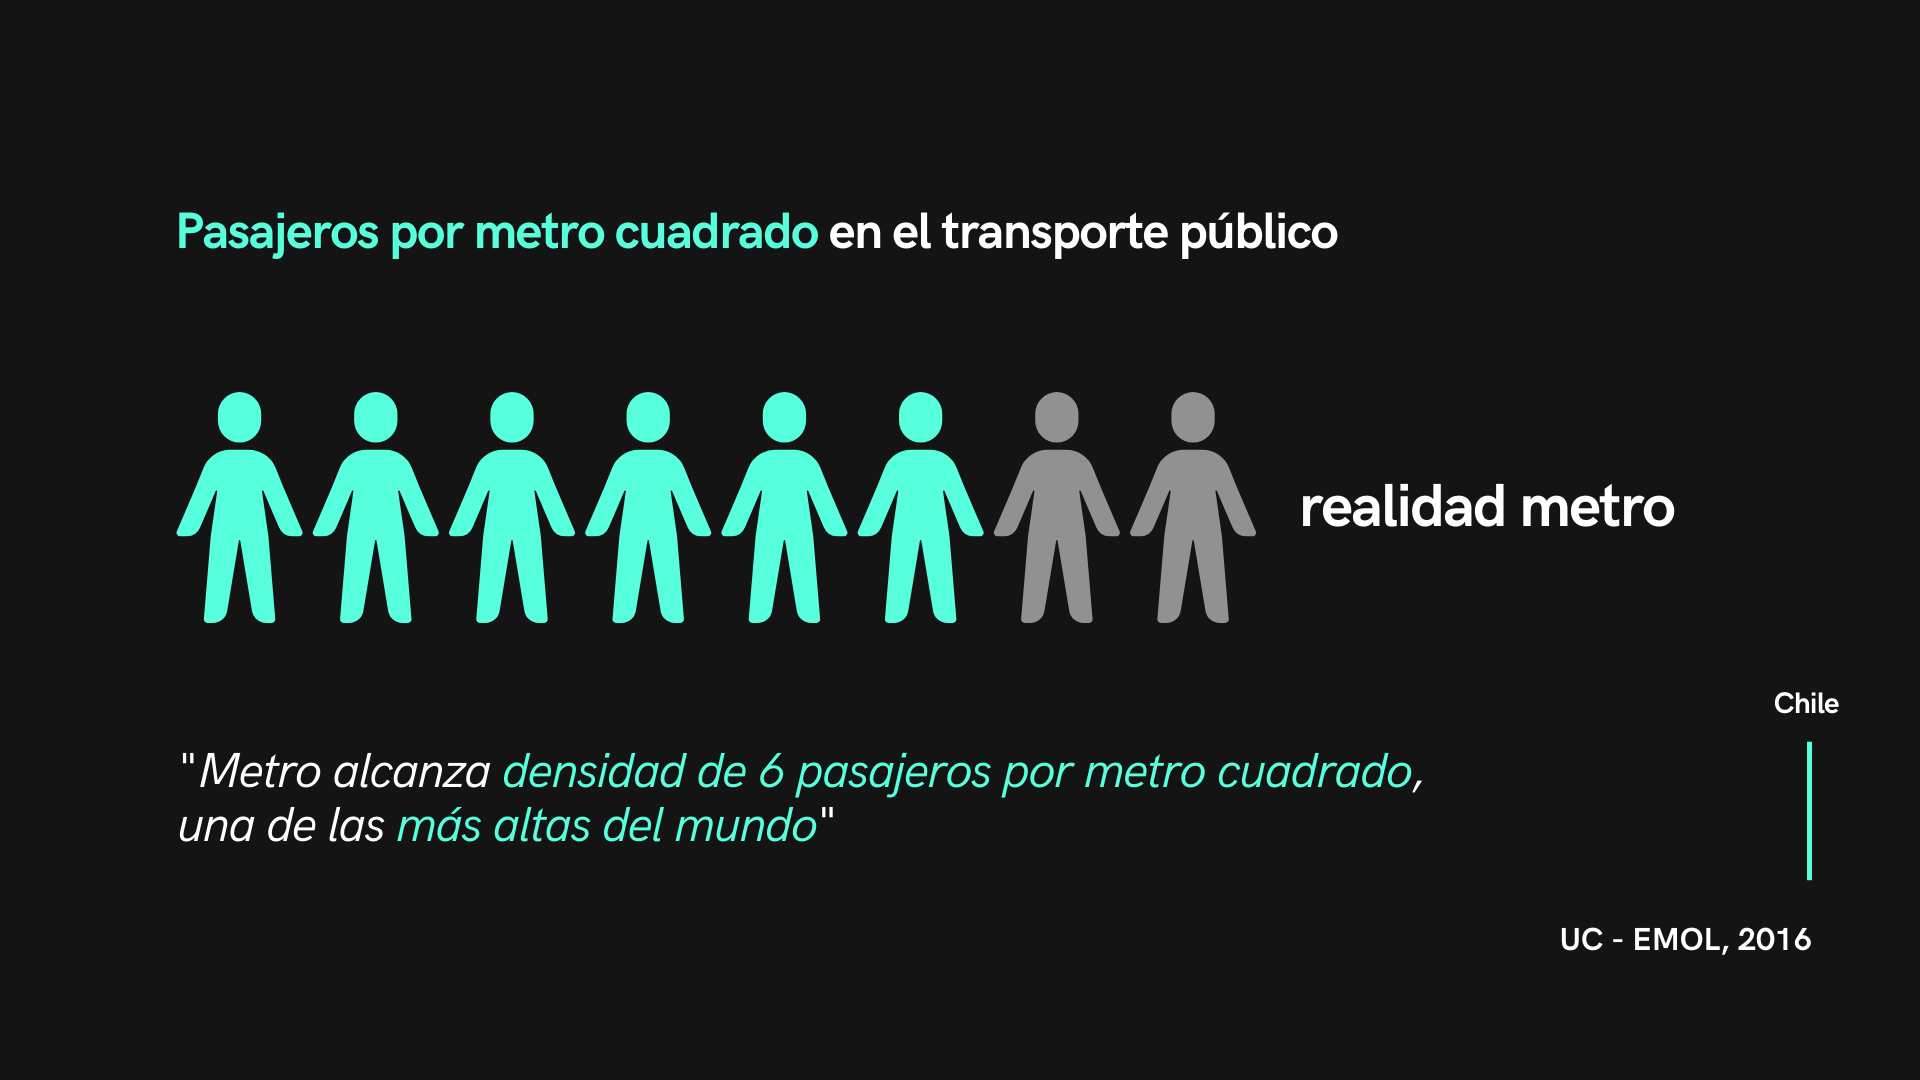 Pasajeros por metro cuadrado en el transporte público
realidad metro
"Metro alcanza densidad de 6 pasajeros por metro cuadrado,
una de las más altas del mundo"
Chile
UC - EMOL, 2016